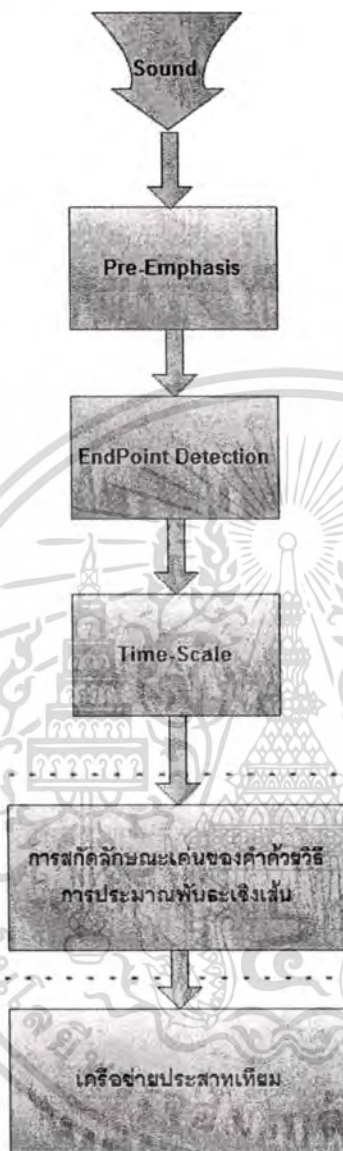 Sound
Pre-Emphasis
EndPoint Detection
Time-Scale
การสกัดลักษณะเด่นของคำด้วยวิธี
การประมาณพันธะเชิงเส้น
เครือข่ายประสาทเทียม